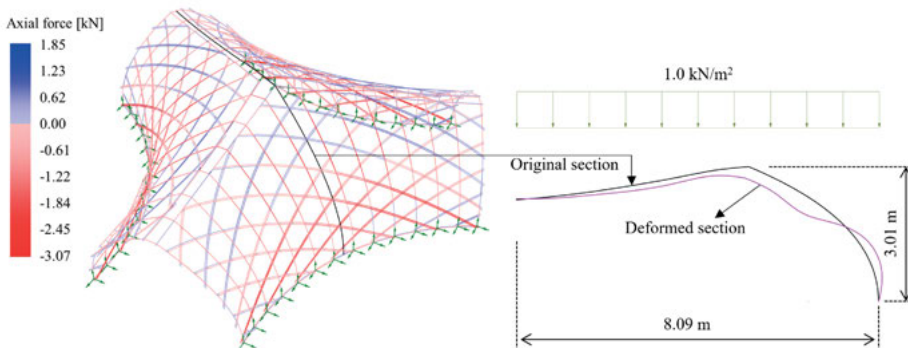 Axial force [kN]
1.85
1.23
0.62
0.00
-0.61
-1.22
-1.84
-2.45
-3.07
1.0 kN/m²
Original section
Deformed section
3.01 m
8.09 m